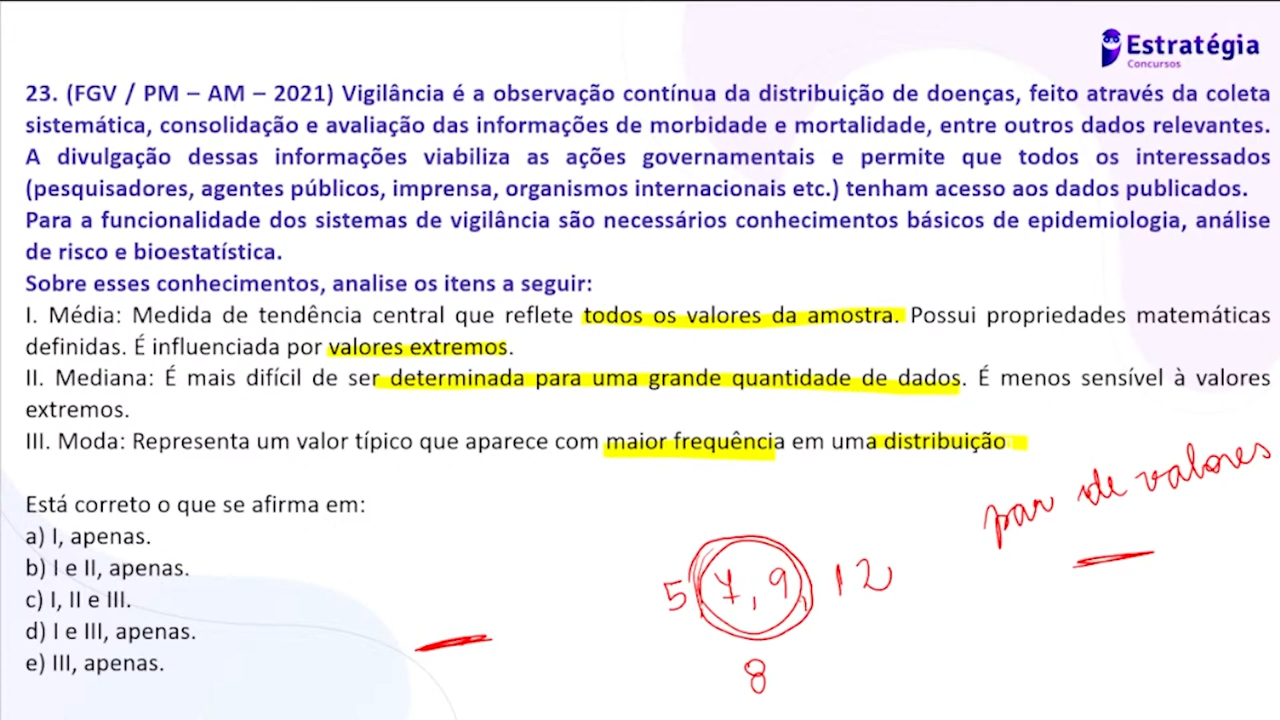 Estratégia
Concursos
23. (FGV / PM – AM – 2021) Vigilância é a observação contínua da distribuição de doenças, feito através da coleta
sistemática, consolidação e avaliação das informações de morbidade e mortalidade, entre outros dados relevantes.
A divulgação dessas informações viabiliza as ações governamentais e permite que todos os interessados
(pesquisadores, agentes públicos, imprensa, organismos internacionais etc.) tenham acesso aos dados publicados.
Para a funcionalidade dos sistemas de vigilância são necessários conhecimentos básicos de epidemiologia, análise
de risco e bioestatística.
Sobre esses conhecimentos, analise os itens a seguir:
I. Média: Medida de tendência central que reflete todos os valores da amostra. Possui propriedades matemáticas
definidas. É influenciada por valores extremos.
II. Mediana: É mais difícil de ser determinada para uma grande quantidade de dados. É menos sensível à valores
extremos.
III. Moda: Representa um valor típico que aparece com maior frequência em uma distribuição
Está correto o que se afirma em:
a) I, apenas.
b) I e II, apenas.
c) I, II e III.
d) I e III, apenas.
e) III, apenas.
par de valores
5 7, 9, 12
8